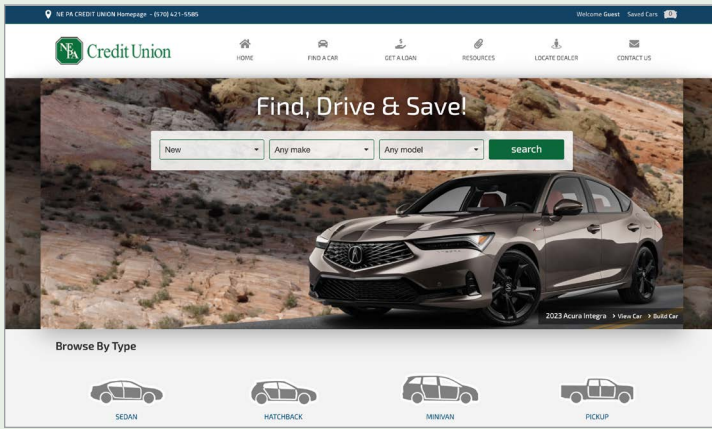 NE PA CREDIT UNION Homepage - (570) 421-5585
Welcome Guest Saved Cars 0
NE PA Credit Union
HOME
FIND A CAR
GET A LOAN
RESOURCES
LOCATE DEALER
CONTACT US
Find, Drive & Save!
New
Any make
Any model
search
2023 Acura Integra > View Car > Build Car
Browse By Type
SEDAN
HATCHBACK
MINIVAN
PICKUP